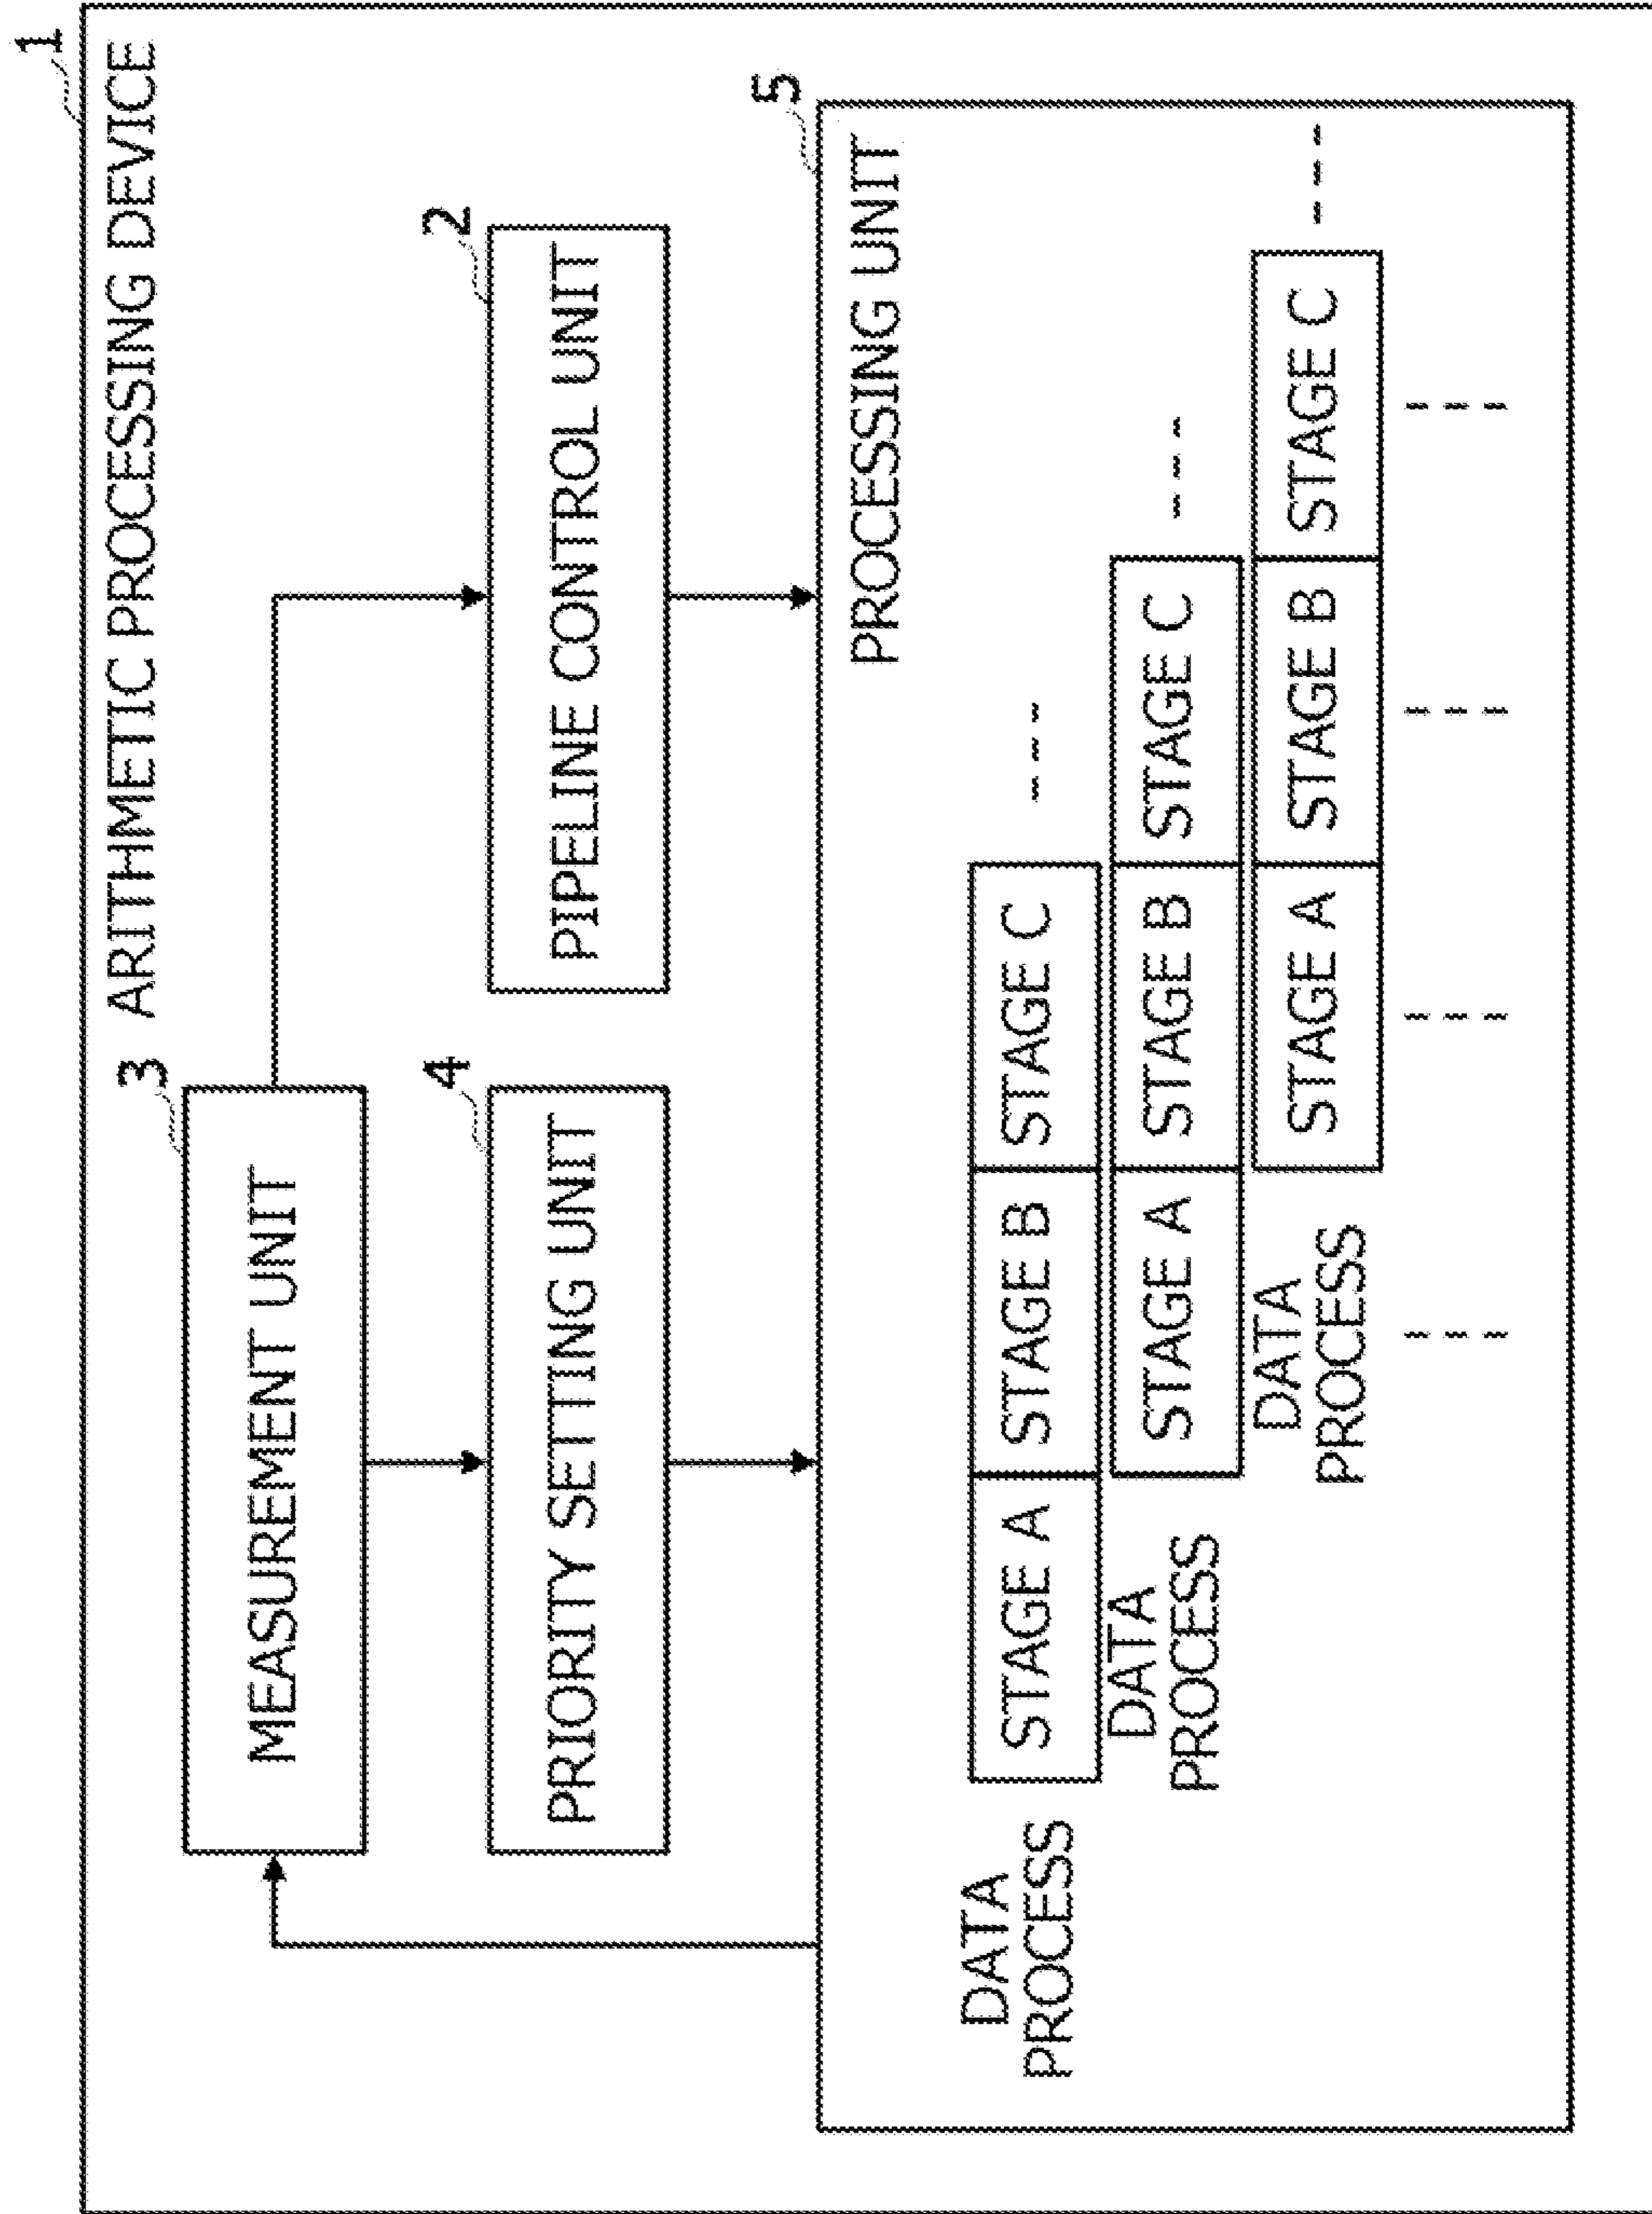 1
ARITHMETIC PROCESSING DEVICE
3
MEASUREMENT UNIT
4
PRIORITY SETTING UNIT
2
PIPELINE CONTROL UNIT
5
PROCESSING UNIT
DATA
PROCESS
STAGE A
STAGE B
STAGE C
DATA
PROCESS
STAGE A
STAGE B
STAGE C
DATA
PROCESS
STAGE A
STAGE B
STAGE C